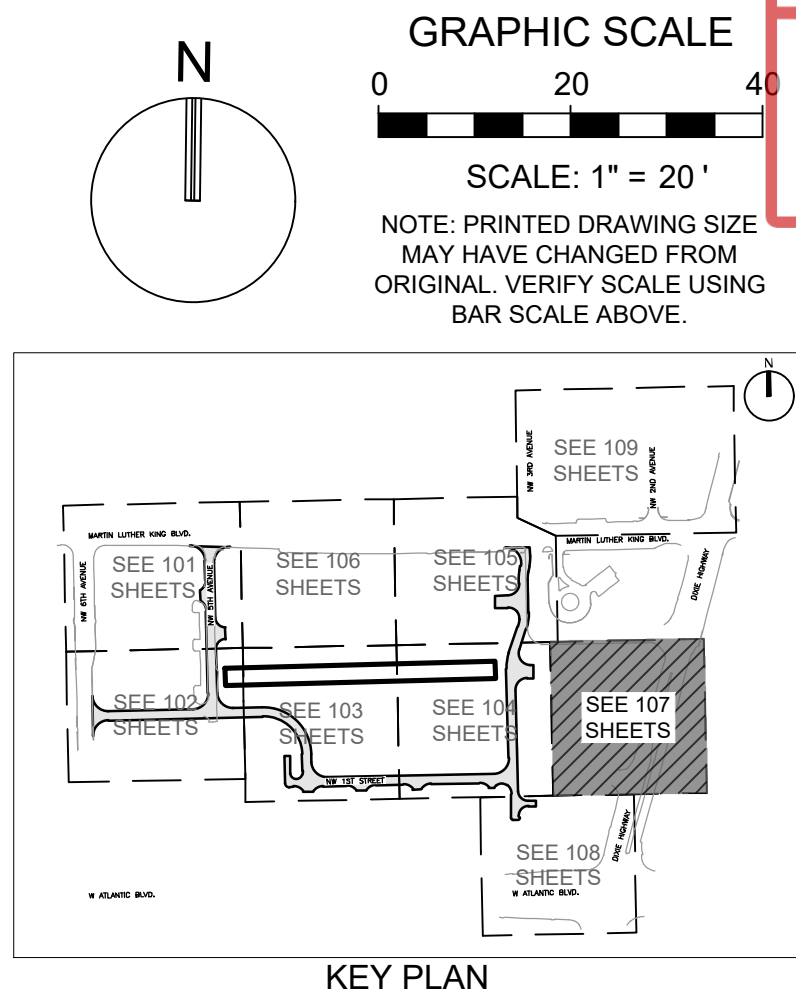 GRAPHIC SCALE
N
0 20 40
SCALE: 1" = 20 '
NOTE: PRINTED DRAWING SIZE
MAY HAVE CHANGED FROM
ORIGINAL. VERIFY SCALE USING
BAR SCALE ABOVE.
N
NW 3RD AVENUE
SEE 109
SHEETS
NW 2ND AVENUE
MARTIN LUTHER KING BLVD.
MARTIN LUTHER KING BLVD.
NW 6TH AVENUE
SEE 101
SHEETS
NW 5TH AVENUE
SEE 106
SHEETS
SEE 105
SHEETS
DIXIE HIGHWAY
SEE 102
SHEETS
SEE 103
SHEETS
SEE 104
SHEETS
SEE 107
SHEETS
NW 1ST STREET
DIXIE HIGHWAY
SEE 108
SHEETS
W ATLANTIC BLVD.
W ATLANTIC BLVD.
KEY PLAN